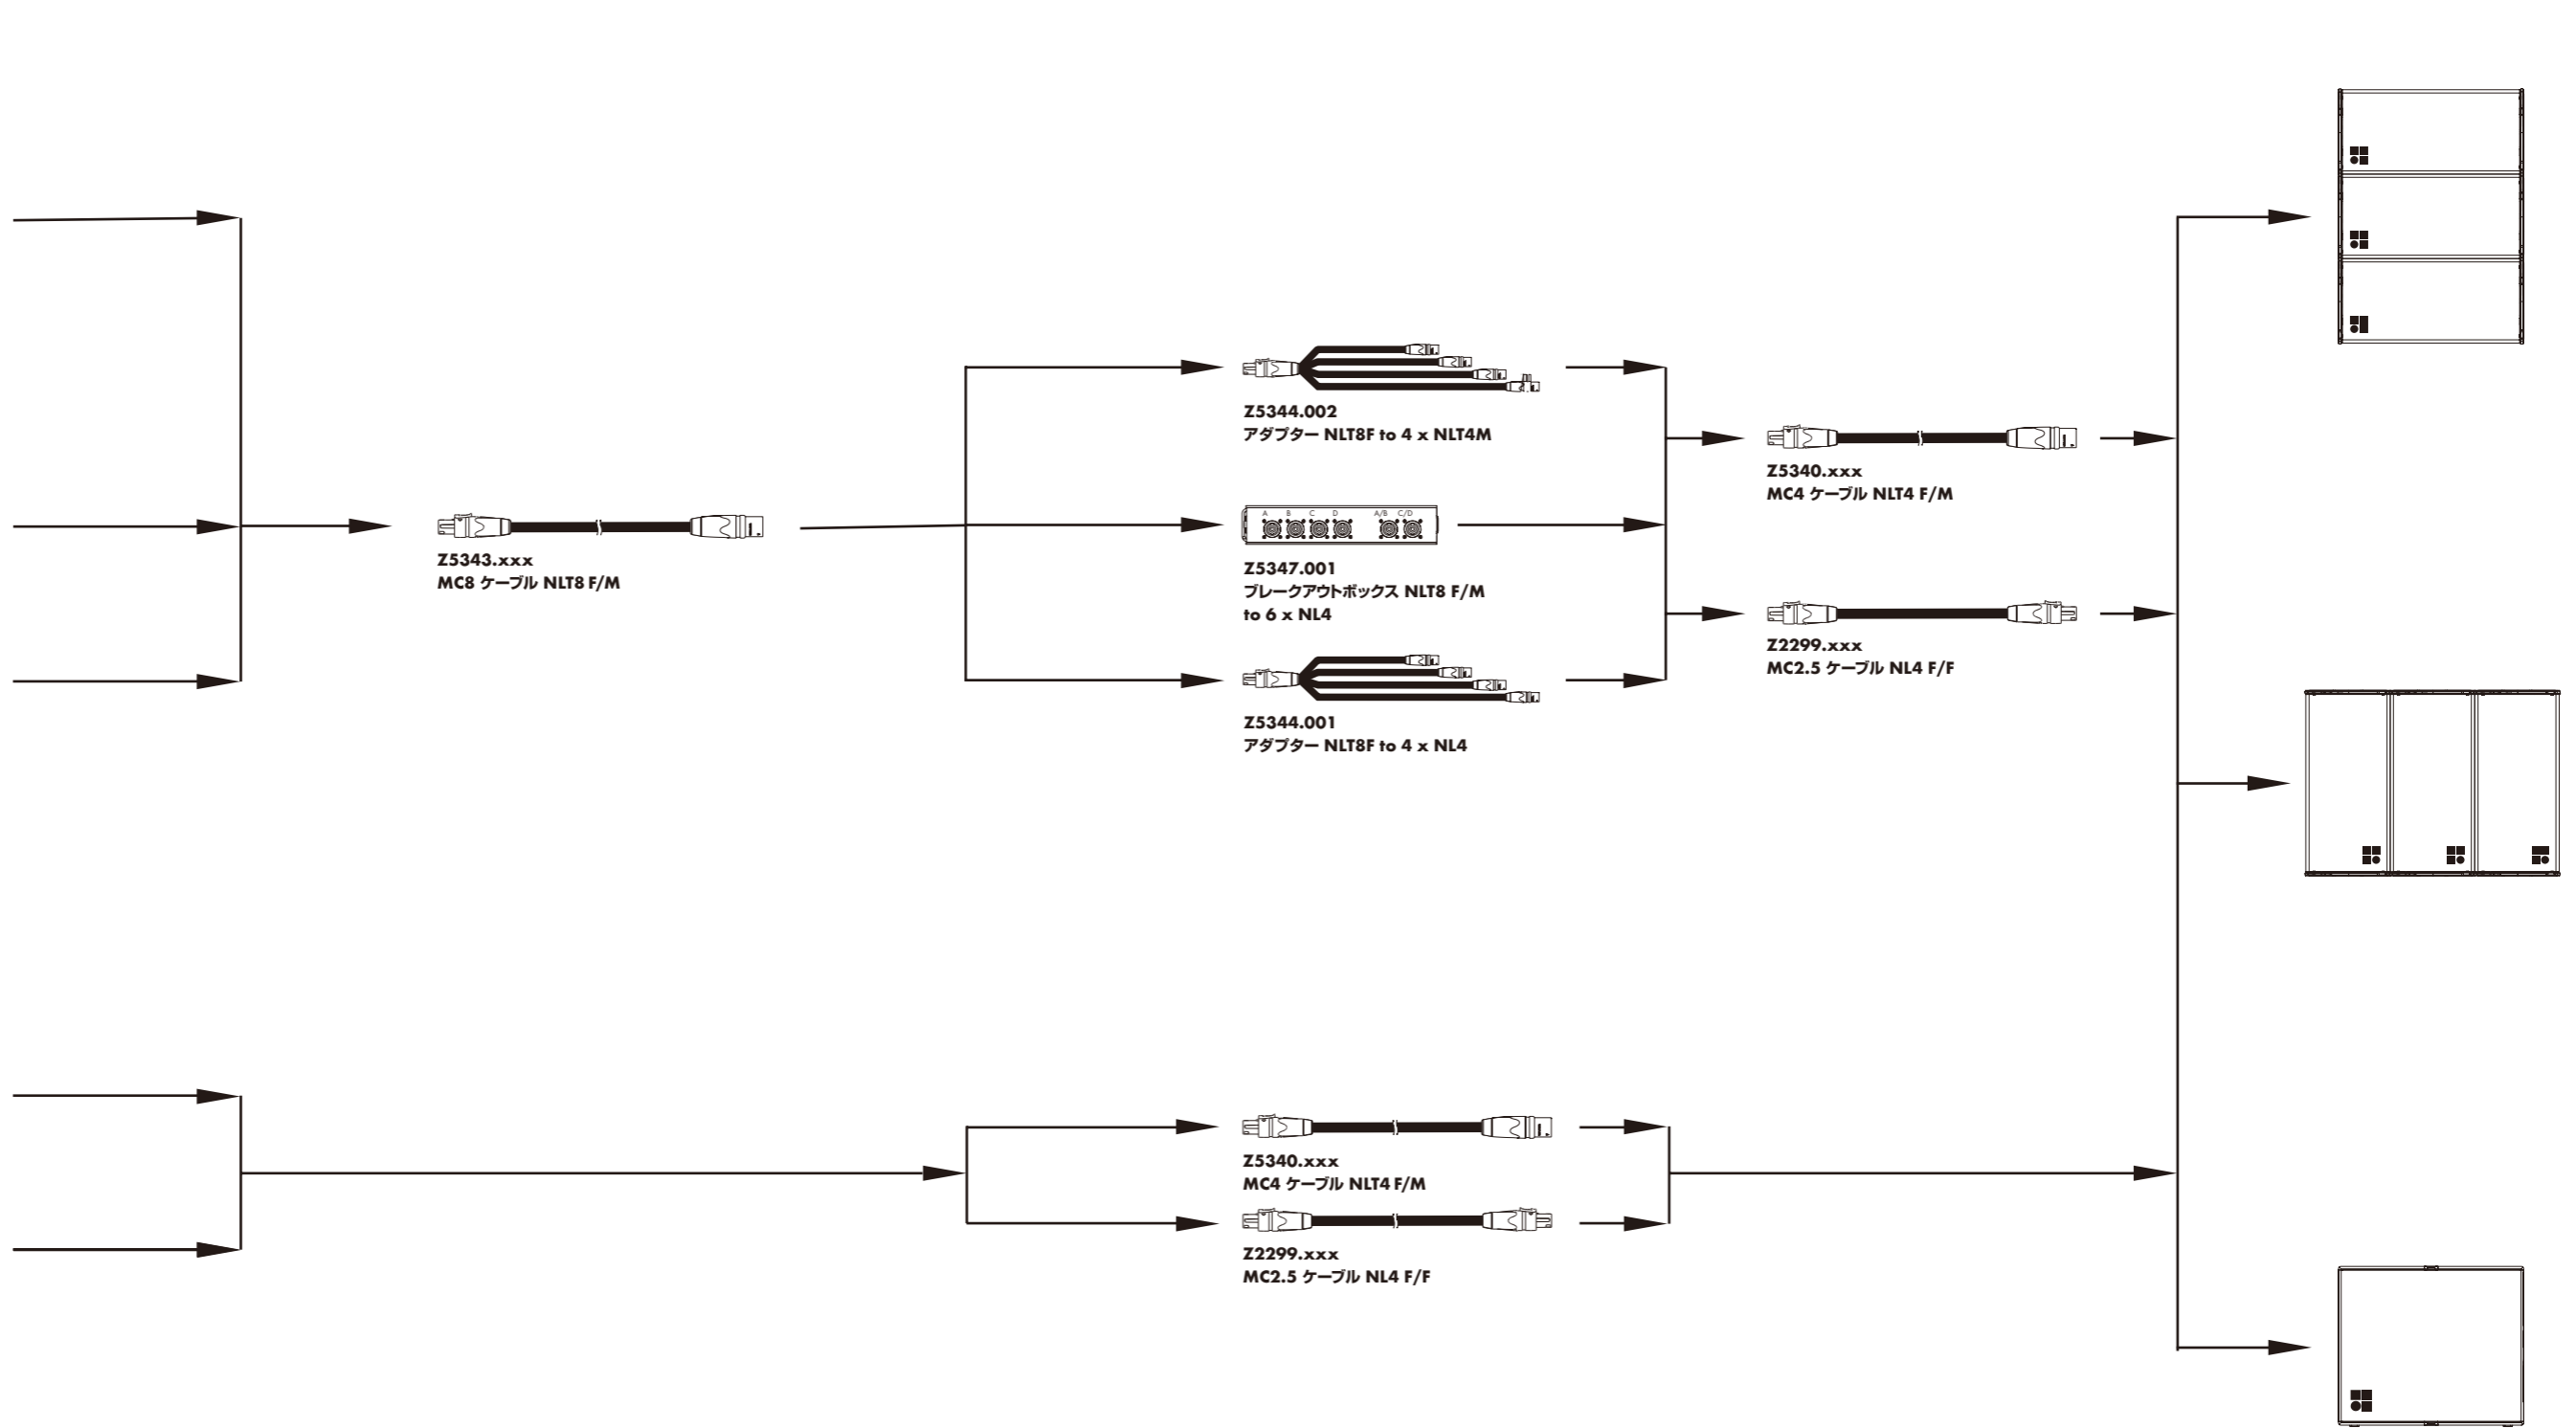 Z5344.002
アダプター NLT8F to 4 x NLT4M
Z5340.xxx
MC4 ケーブル NLT4 F/M
Z5343.xxx
MC8 ケーブル NLT8 F/M
A B C D A/B C/D
Z5347.001
ブレークアウトボックス NLT8 F/M
to 6 x NL4
Z2299.xxx
MC2.5 ケーブル NL4 F/F
Z5344.001
アダプター NLT8F to 4 x NL4
Z5340.xxx
MC4 ケーブル NLT4 F/M
Z2299.xxx
MC2.5 ケーブル NL4 F/F